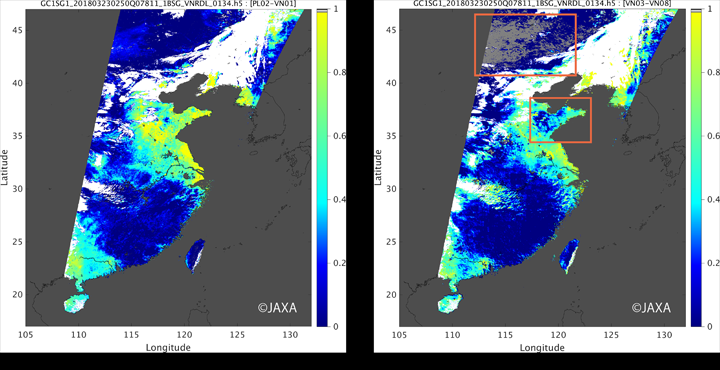 GC1SG1_20180323D0250Q07811_1BSG_VNRDL_0134.h5 : [PL02-VN01]
45
40
35
30
25
20
105 110 115 120 125 130
Latitude
Longitude
1
0.8
0.6
0.4
0.2
0
©JAXA
GC1SG1_20180323D0250Q07811_1BSG_VNRDL_0134.h5 : [VN03-VN08]
45
40
35
30
25
20
105 110 115 120 125 130
Latitude
Longitude
1
0.8
0.6
0.4
0.2
0
©JAXA